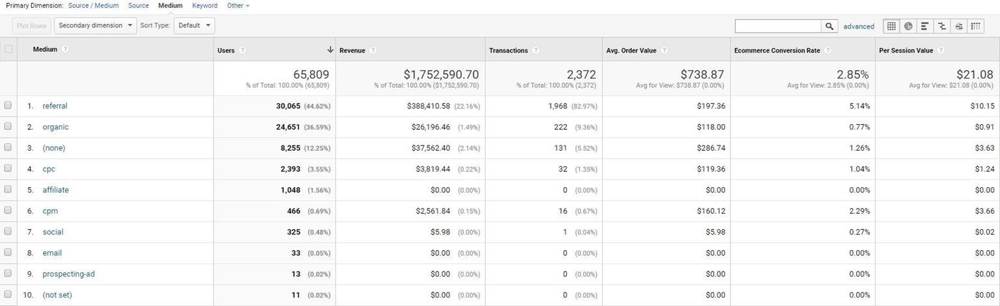 Primary Dimension: Source / Medium Source Medium Keyword Other
Plot Rows Secondary dimension Sort Type: Default advanced
Medium ? Users ? Revenue ? Transactions ? Avg. Order Value ? Ecommerce Conversion Rate ? Per Session Value ?
65,809 $1,752,590.70 2,372 $738.87 2.85% $21.08
% of Total: 100.00% (65,809) % of Total: 100.00% ($1,752,590.70) % of Total: 100.00% (2,372) Avg for View: $738.87 (0.00%) Avg for View: 2.85% (0.00%) Avg for View: $21.08 (0.00%)
1. referral 30,065 (44.62%) $388,410.58 (22.16%) 1,968 (82.97%) $197.36 5.14% $10.15
2. organic 24,651 (36.59%) $26,196.46 (1.49%) 222 (9.36%) $118.00 0.77% $0.91
3. (none) 8,255 (12.25%) $37,562.40 (2.14%) 131 (5.52%) $286.74 1.26% $3.63
4. cpc 2,393 (3.55%) $3,819.44 (0.22%) 32 (1.35%) $119.36 1.04% $1.24
5. affiliate 1,048 (1.56%) $0.00 (0.00%) 0 (0.00%) $0.00 0.00% $0.00
6. cpm 466 (0.69%) $2,561.84 (0.15%) 16 (0.67%) $160.12 2.29% $3.66
7. social 325 (0.48%) $5.98 (0.00%) 1 (0.04%) $5.98 0.27% $0.02
8. email 33 (0.05%) $0.00 (0.00%) 0 (0.00%) $0.00 0.00% $0.00
9. prospecting-ad 13 (0.02%) $0.00 (0.00%) 0 (0.00%) $0.00 0.00% $0.00
10. (not set) 11 (0.02%) $0.00 (0.00%) 0 (0.00%) $0.00 0.00% $0.00